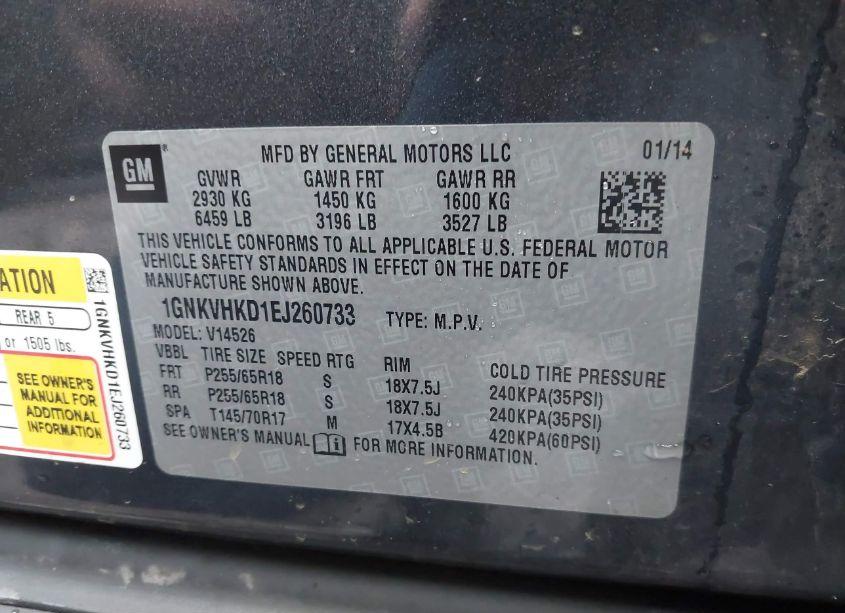 GM
MFD BY GENERAL MOTORS LLC 01/14
GVWR GAWR FRT GAWR RR
2930 KG 1450 KG 1600 KG
6459 LB 3196 LB 3527 LB
THIS VEHICLE CONFORMS TO ALL APPLICABLE U.S. FEDERAL MOTOR
VEHICLE SAFETY STANDARDS IN EFFECT ON THE DATE OF
MANUFACTURE SHOWN ABOVE.
1GNKVHKD1EJ260733 TYPE: M.P.V.
MODEL: V14526
VBBL TIRE SIZE SPEED RTG RIM COLD TIRE PRESSURE
FRT P255/65R18 S 18X7.5J 240KPA(35PSI)
RR P255/65R18 S 18X7.5J 240KPA(35PSI)
SPA T145/70R17 M 17X4.5B 420KPA(60PSI)
SEE OWNER'S MANUAL FOR MORE INFORMATION.
REAR 5
or 1505 lbs.
SEE OWNER'S
MANUAL FOR
ADDITIONAL
INFORMATION
1GNKVHKD1EJ260733